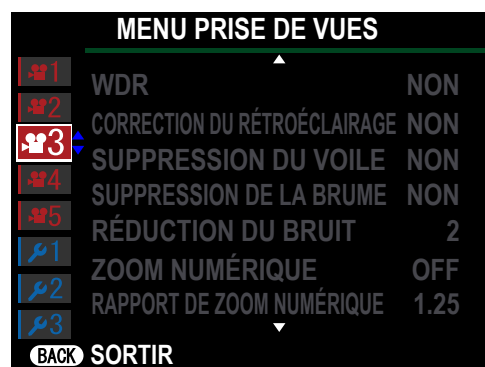 MENU PRISE DE VUES
1
2
3
4
5
1
2
3
WDR NON
CORRECTION DU RÉTROÉCLAIRAGE NON
SUPPRESSION DU VOILE NON
SUPPRESSION DE LA BRUME NON
RÉDUCTION DU BRUIT 2
ZOOM NUMÉRIQUE OFF
RAPPORT DE ZOOM NUMÉRIQUE 1.25
BACK SORTIR